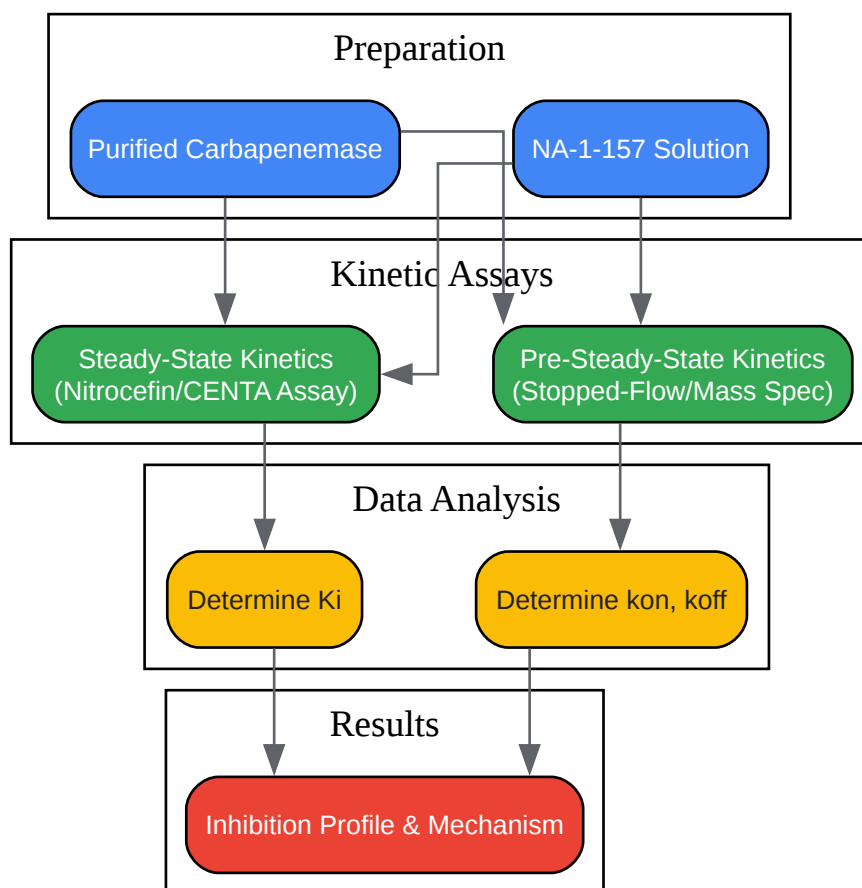 Preparation
Purified Carbapenemase
NA-1-157 Solution
Kinetic Assays
Steady-State Kinetics
(Nitrocefin/CENTA Assay)
Pre-Steady-State Kinetics
(Stopped-Flow/Mass Spec)
Data Analysis
Determine Ki
Determine kon, koff
Results
Inhibition Profile & Mechanism